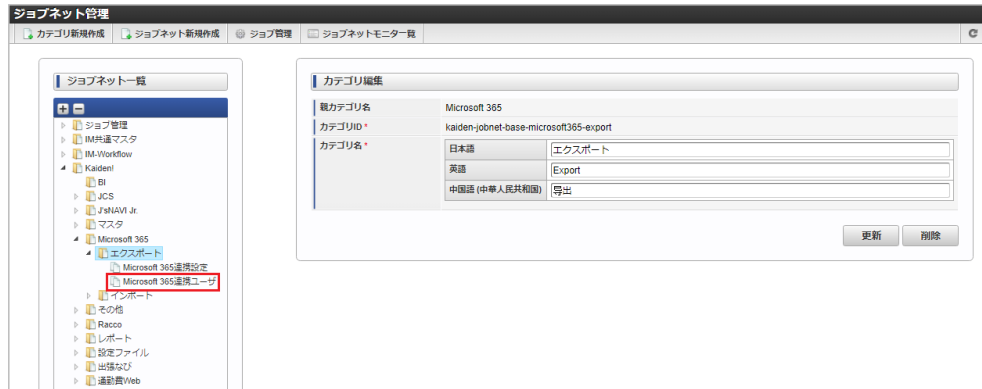 ジョブネット管理
カテゴリ新規作成 ジョブネット新規作成 ジョブ管理 ジョブネットモニター覧
ジョブネット一覧
ジョブ管理
IM共通マスタ
IM-Workflow
Kaiden!
BI
JCS
J'sNAVI Jr.
マスタ
Microsoft 365
エクスポート
Microsoft 365連携設定
Microsoft 365連携ユーザ
インポート
その他
Racco
レポート
設定ファイル
出張なび
通勤費Web
カテゴリ編集
親カテゴリ名 Microsoft 365
カテゴリID * kaiden-jobnet-base-microsoft365-export
カテゴリ名 *
日本語 エクスポート
英語 Export
中国語 (中華人民共和国) 导出
更新 削除